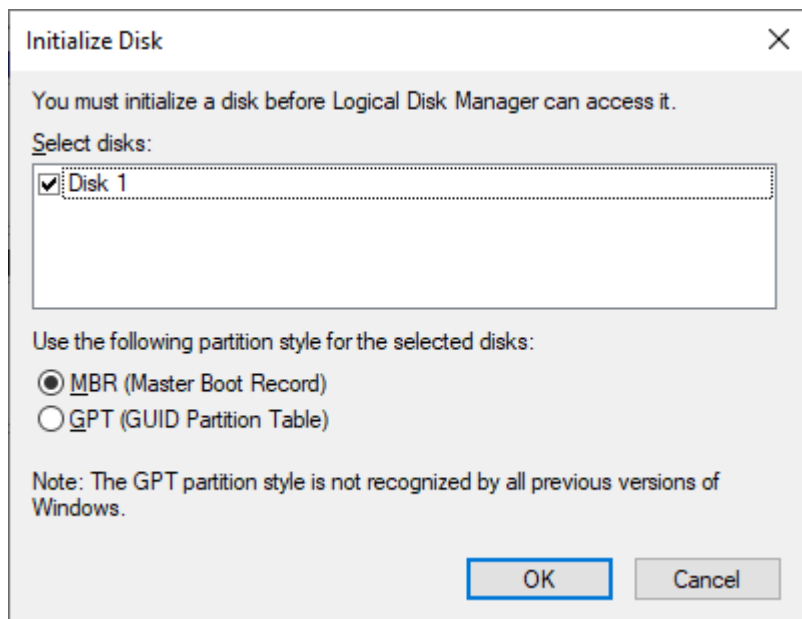 Initialize Disk
You must initialize a disk before Logical Disk Manager can access it.
Select disks:
Disk 1
Use the following partition style for the selected disks:
MBR (Master Boot Record)
GPT (GUID Partition Table)
Note: The GPT partition style is not recognized by all previous versions of
Windows.
OK
Cancel